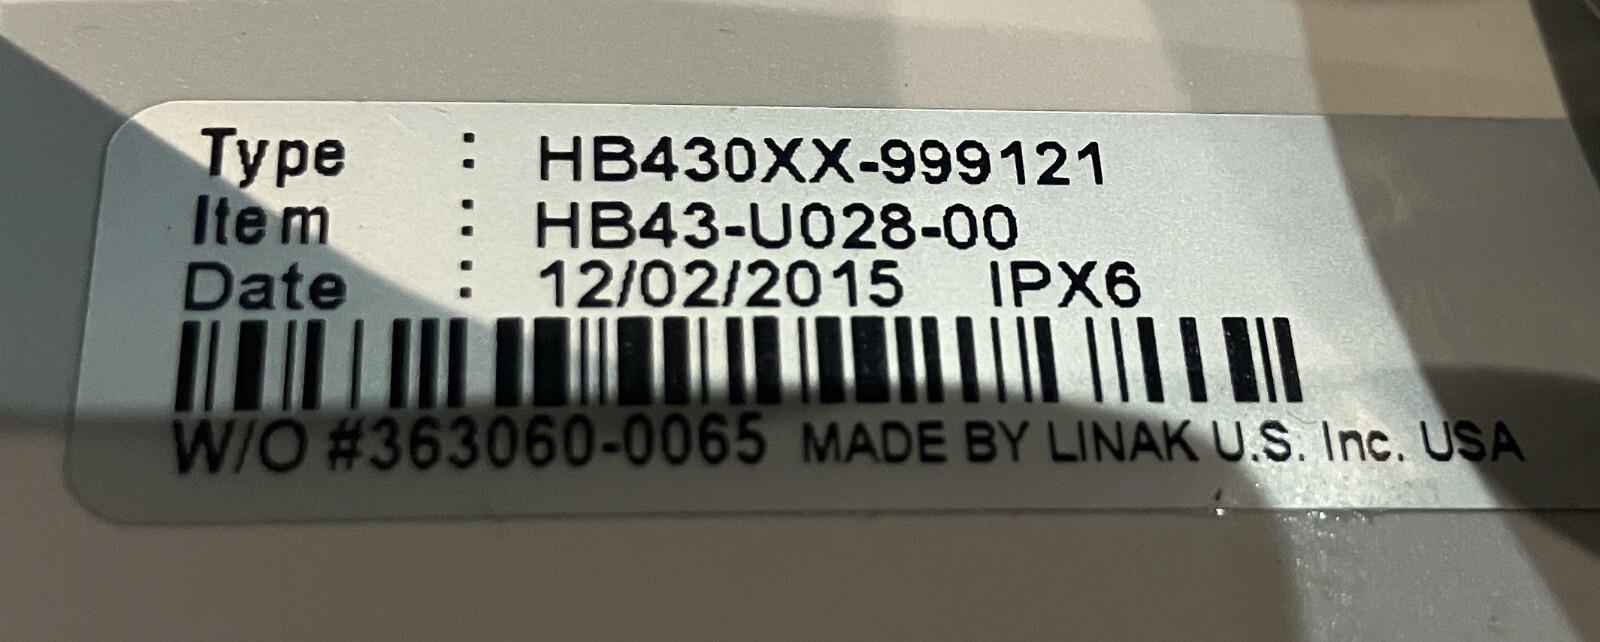 Type : HB430XX-999121
Item : HB43-U028-00
Date : 12/02/2015 IPX6
W/O #363060-0065 MADE BY LINAK U.S. Inc. USA